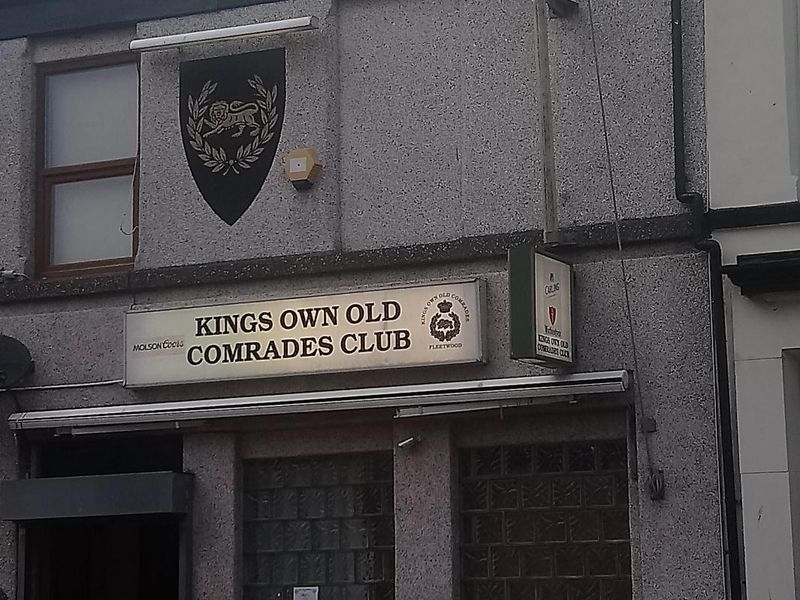 KINGS OWN OLD
COMRADES CLUB
MOLSON Coors
KINGS OWN OLD COMRADES
FLEETWOOD
CARLING
KINGS OWN OLD
COMRADES CLUB